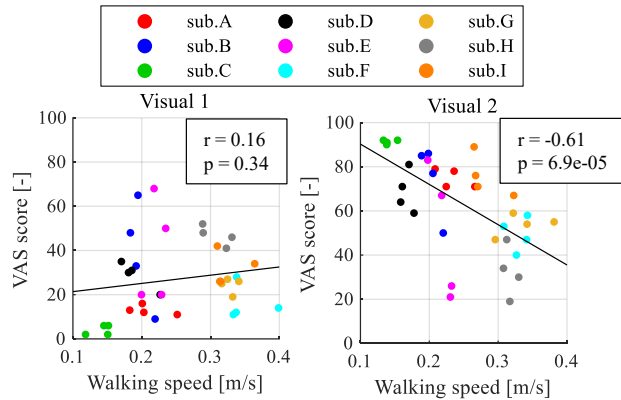 sub.A sub.D sub.G
sub.B sub.E sub.H
sub.C sub.F sub.I
Visual 1
VAS score [-]
100
80
60
40
20
0
r = 0.16
p = 0.34
0.1 0.2 0.3 0.4
Walking speed [m/s]
Visual 2
VAS score [-]
100
80
60
40
20
0
r = -0.61
p = 6.9e-05
0.1 0.2 0.3 0.4
Walking speed [m/s]